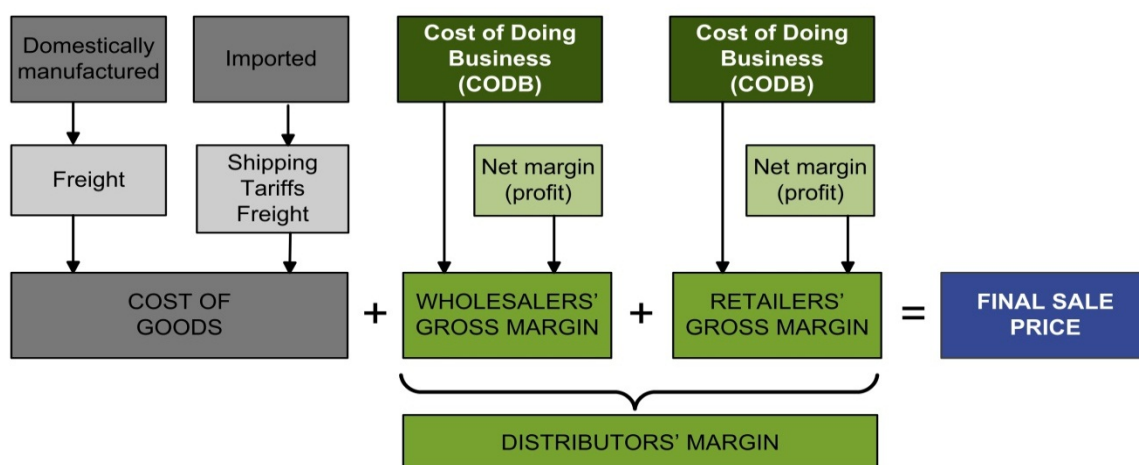 Domestically
manufactured
Imported
Cost of Doing
Business
(CODB)
Cost of Doing
Business
(CODB)
Freight
Shipping
Tariffs
Freight
Net margin
(profit)
Net margin
(profit)
COST OF
GOODS
+
WHOLESALERS’
GROSS MARGIN
+
RETAILERS’
GROSS MARGIN
=
FINAL SALE
PRICE
DISTRIBUTORS’ MARGIN